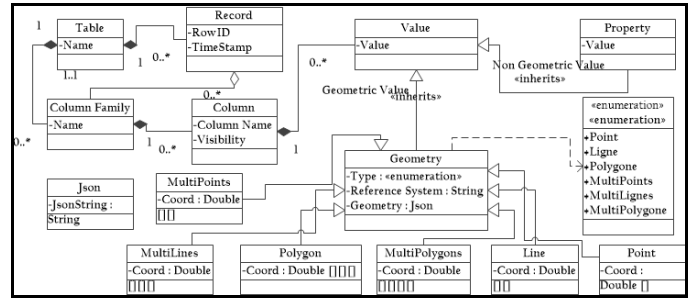 Table
-Name
Record
-RowID
-TimeStamp
Value
-Value
Property
-Value
1
1
0..*
1..1
0..*
Non Geometric Value
«inherits»
Geometric Value
«inherits»
0..*
Column Family
-Name
Column
-Column Name
-Visibility
0..*
1
0..*
1
«enumeration»
«enumeration»
+Point
+Ligne
+Polygone
+MultiPoints
+MultiLignes
+MultiPolygone
Geometry
-Type : «enumeration»
-Reference System : String
-Geometry : Json
Json
-JsonString :
String
MultiPoints
-Coord : Double
[][]
MultiLines
-Coord : Double
[][][]
Polygon
-Coord : Double [][][]
MultiPolygons
-Coord : Double
[][][][]
Line
-Coord : Double
[][]
Point
-Coord :
Double []